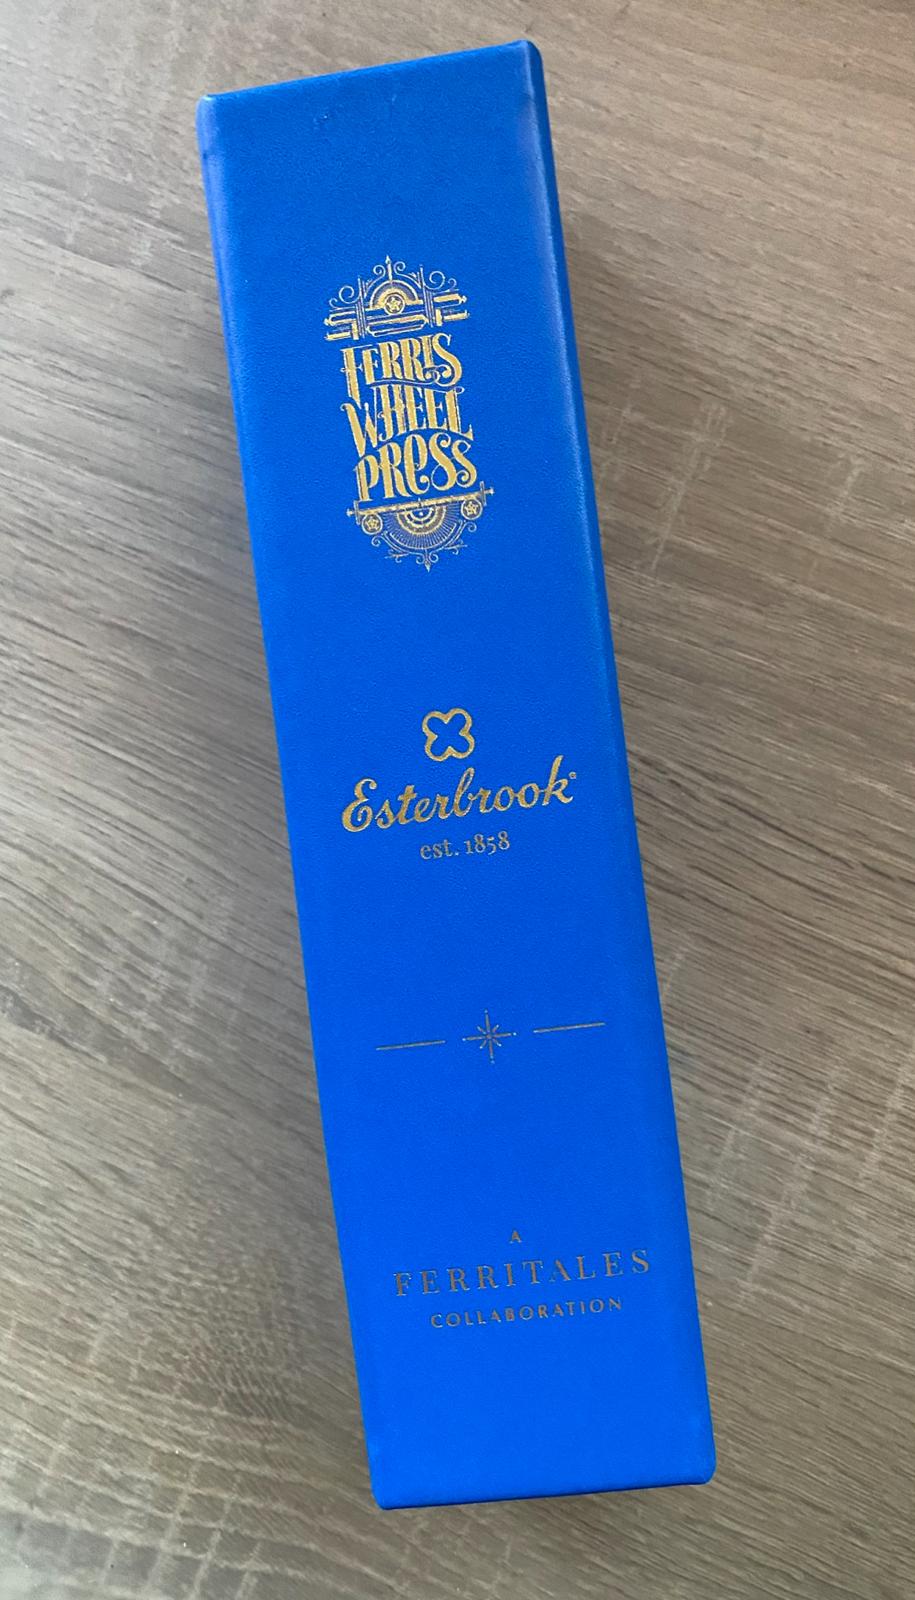 FERRIS
WHEEL
PRESS
Esterbrook®
est. 1858
A
FERRITALES
COLLABORATION